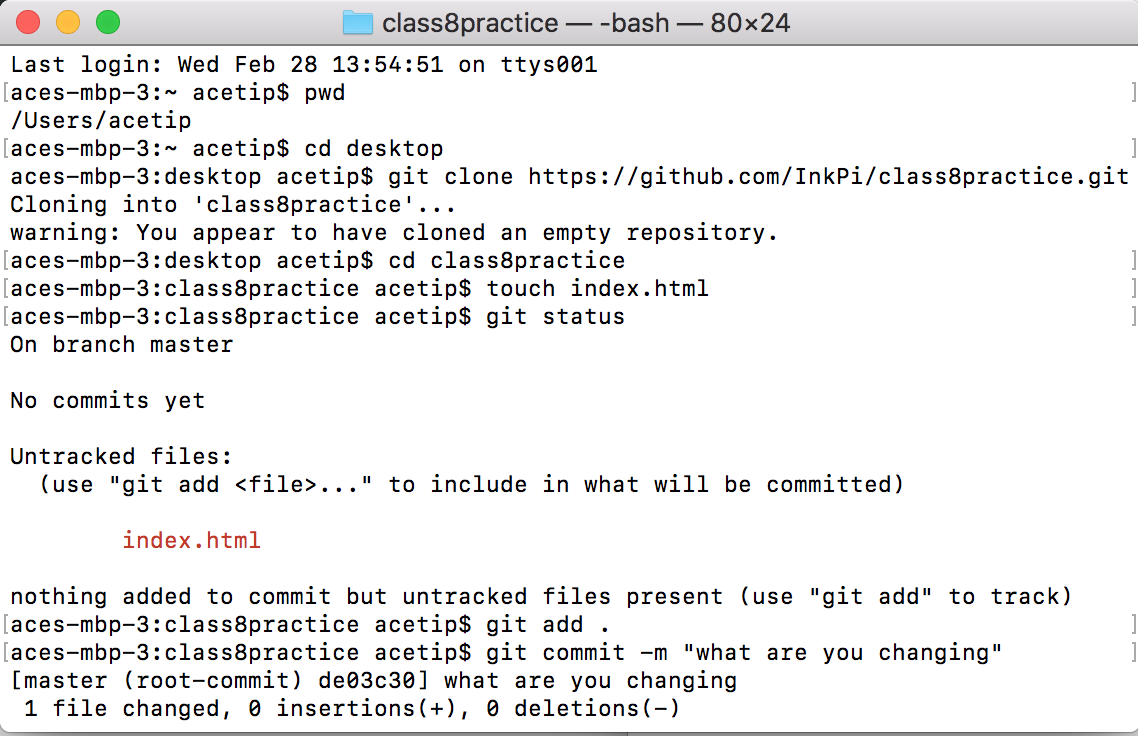 class8practice — -bash — 80×24
Last login: Wed Feb 28 13:54:51 on ttys001
[aces-mbp-3:~ acetip$ pwd ]
/Users/acetip
[aces-mbp-3:~ acetip$ cd desktop ]
aces-mbp-3:desktop acetip$ git clone https://github.com/InkPi/class8practice.git
Cloning into 'class8practice'...
warning: You appear to have cloned an empty repository.
[aces-mbp-3:desktop acetip$ cd class8practice ]
[aces-mbp-3:class8practice acetip$ touch index.html ]
[aces-mbp-3:class8practice acetip$ git status ]
On branch master
No commits yet
Untracked files:
  (use "git add <file>..." to include in what will be committed)
        index.html
nothing added to commit but untracked files present (use "git add" to track)
[aces-mbp-3:class8practice acetip$ git add . ]
[aces-mbp-3:class8practice acetip$ git commit -m "what are you changing" ]
[master (root-commit) de03c30] what are you changing
 1 file changed, 0 insertions(+), 0 deletions(-)